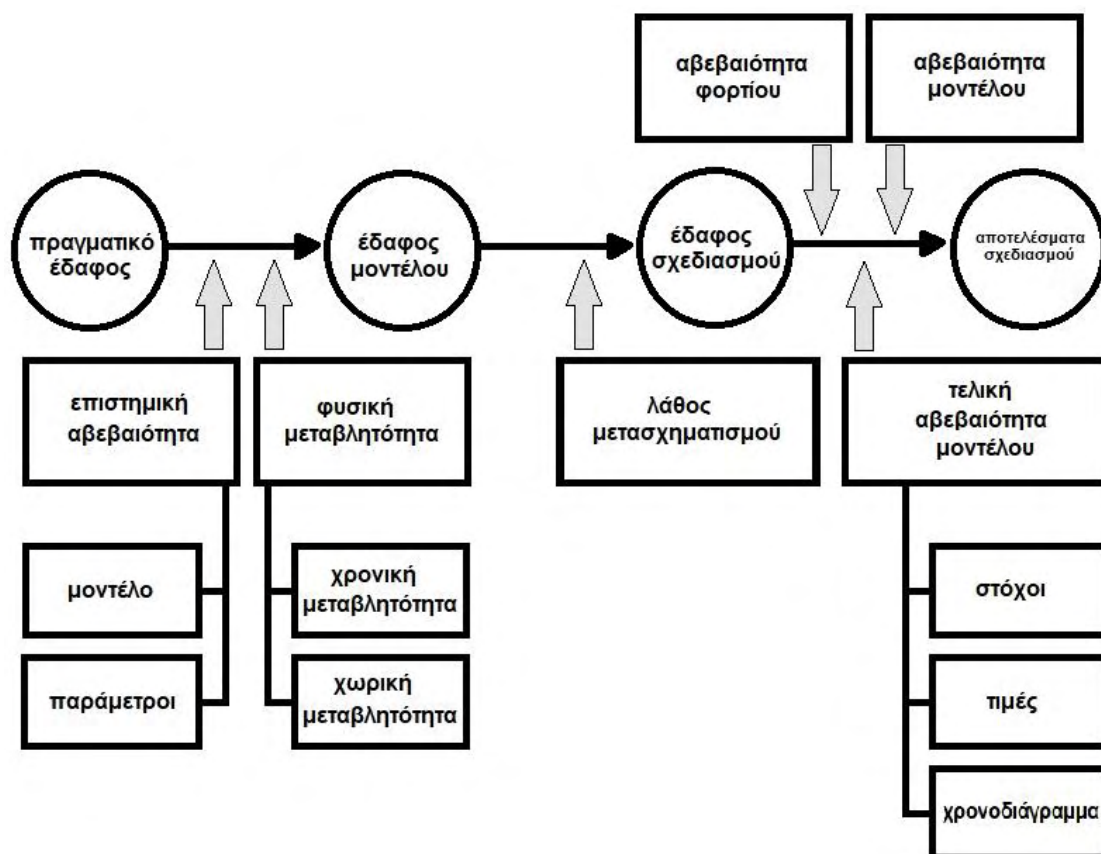 αβεβαιότητα
φορτίου
αβεβαιότητα
μοντέλου
πραγματικό
έδαφος
έδαφος
μοντέλου
έδαφος
σχεδιασμού
αποτελέσματα
σχεδιασμού
επιστημική
αβεβαιότητα
φυσική
μεταβλητότητα
λάθος
μετασχηματισμού
τελική
αβεβαιότητα
μοντέλου
μοντέλο
χρονική
μεταβλητότητα
στόχοι
παράμετροι
χωρική
μεταβλητότητα
τιμές
χρονοδιάγραμμα